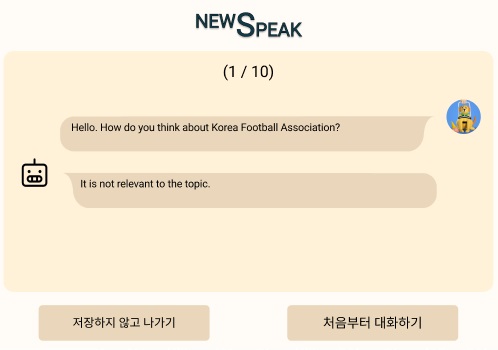 NEWSPEAK
(1 / 10)
Hello. How do you think about Korea Football Association?
It is not relevant to the topic.
저장하지 않고 나가기
처음부터 대화하기